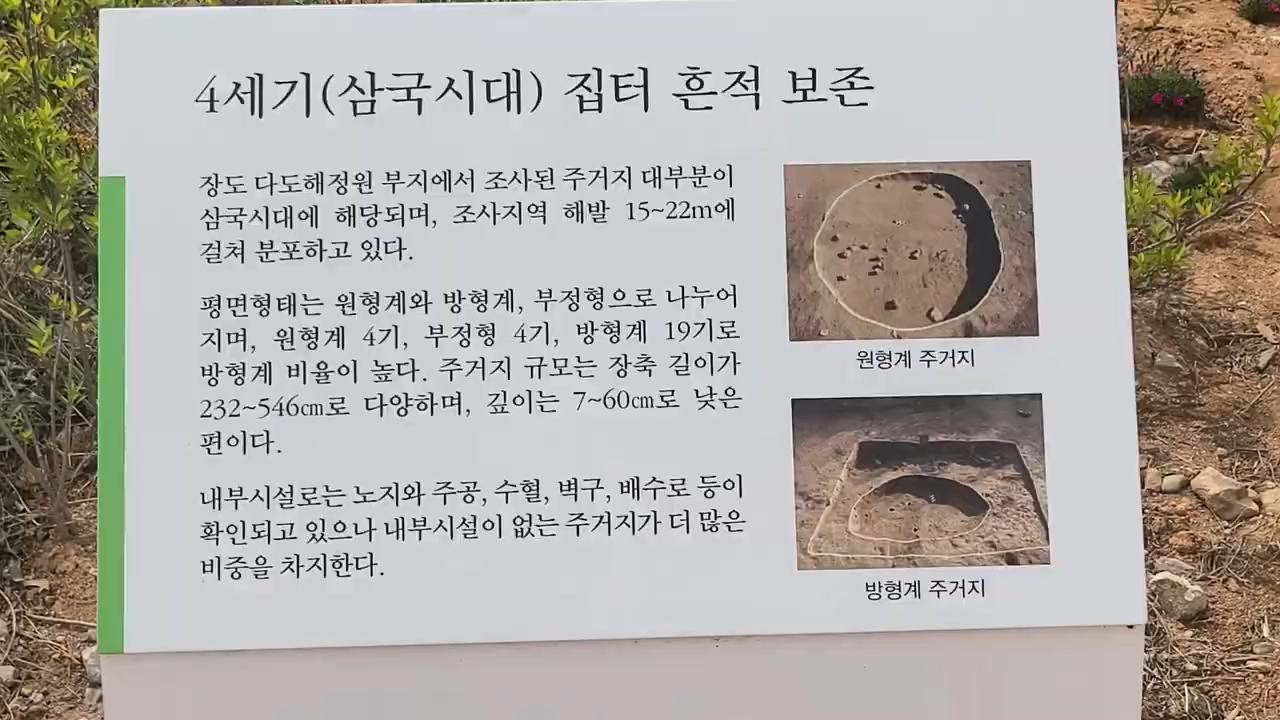 4세기(삼국시대) 집터 흔적 보존
장도 다도해정원 부지에서 조사된 주거지 대부분이
삼국시대에 해당되며, 조사지역 해발 15~22m에
걸쳐 분포하고 있다.
평면형태는 원형계와 방형계, 부정형으로 나누어
지며, 원형계 4기, 부정형 4기, 방형계 19기로
방형계 비율이 높다. 주거지 규모는 장축 길이가
232~546㎝로 다양하며, 깊이는 7~60㎝로 낮은
편이다.
내부시설로는 노지와 주공, 수혈, 벽구, 배수로 등이
확인되고 있으나 내부시설이 없는 주거지가 더 많은
비중을 차지한다.
원형계 주거지
방형계 주거지